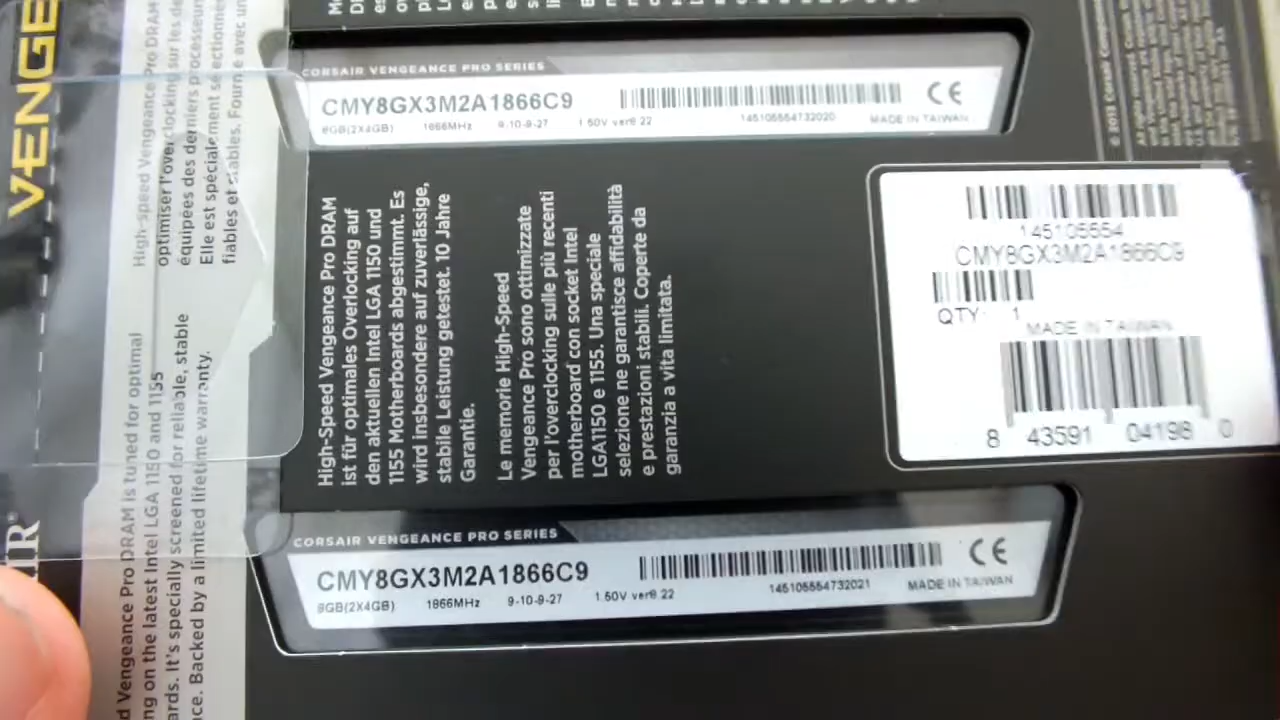 VENGE
High-speed Vengeance Pro DRAM
optimiser l'overclocking sur les de
équipées des derniers processeurs
Elle est spécialement sélectionnée
fiables et stables. Fournie avec un
d Vengeance Pro DRAM is tuned for optimal
ng on the latest Intel LGA 1150 and 1155
ards. It's specially screened for reliable, stable
ce. Backed by a limited lifetime warranty.
CORSAIR VENGEANCE PRO SERIES
CMY8GX3M2A1866C9
8GB(2X4GB) 1866MHz 9-10-9-27 1.50V ver8.22
145105554732020
MADE IN TAIWAN
CE
High-Speed Vengeance Pro DRAM
ist für optimales Overlocking auf
den aktuellen Intel LGA 1150 und
1155 Motherboards abgestimmt. Es
wird insbesondere auf zuverlässige,
stabile Leistung getestet. 10 Jahre
Garantie.
Le memorie High-Speed
Vengeance Pro sono ottimizzate
per l'overclocking sulle più recenti
motherboard con socket Intel
LGA1150 e 1155. Una speciale
selezione ne garantisce affidabilità
e prestazioni stabili. Coperte da
garanzia a vita limitata.
145105554
CMY8GX3M2A1866C9
QTY: 1
MADE IN TAIWAN
8 43591 04198 0
CORSAIR VENGEANCE PRO SERIES
CMY8GX3M2A1866C9
8GB(2X4GB) 1866MHz 9-10-9-27 1.50V ver8.22
145105554732021
MADE IN TAIWAN
CE